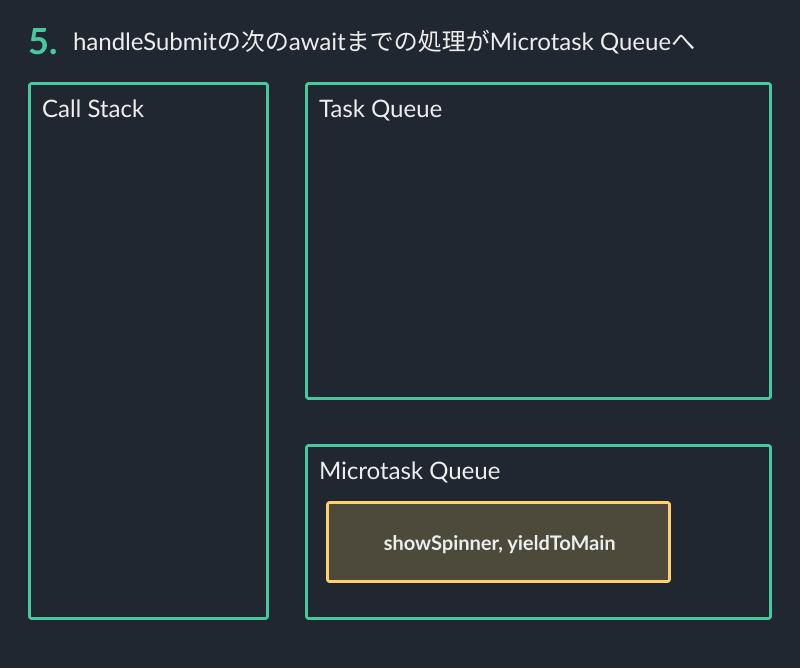 5. handleSubmitの次のawaitまでの処理がMicrotask Queueへ
Call Stack
Task Queue
Microtask Queue
showSpinner, yieldToMain